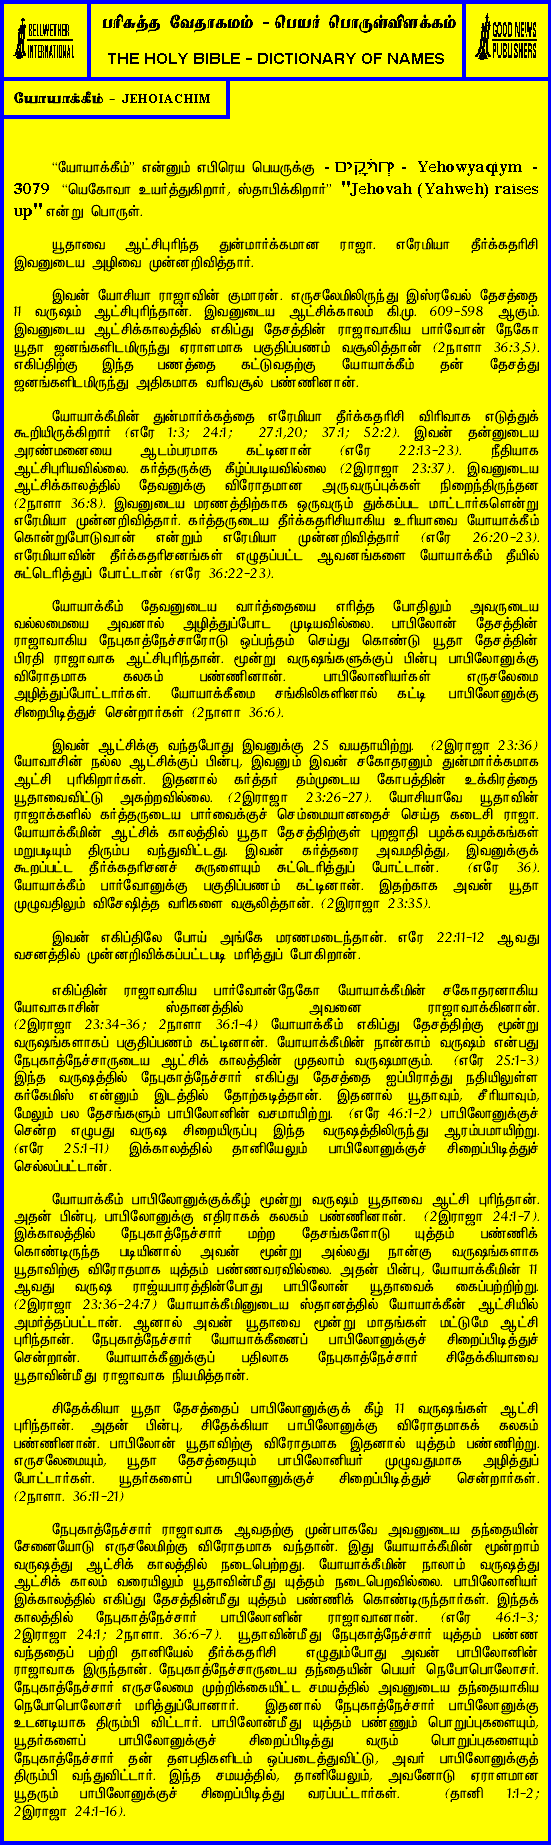 BELLWETHER
INTERNATIONAL
பரிசுத்த வேதாகமம் - பெயர் பொருள்விளக்கம்
THE HOLY BIBLE - DICTIONARY OF NAMES
GOOD NEWS
PUBLISHERS
யோயாக்கீம் - JEHOIACHIM
“யோயாக்கீம்” என்னும் எபிரெய பெயருக்கு - יְהוֹיָקִים - Yehowyaqiym -
3079 “யெகோவா உயர்த்துகிறார், ஸ்தாபிக்கிறார்” "Jehovah (Yahweh) raises
up" என்று பொருள்.
யூதாவை ஆட்சிபுரிந்த துன்மார்க்கமான ராஜா. எரேமியா தீர்க்கதரிசி
இவனுடைய அழிவை முன்னறிவித்தார்.
இவன் யோசியா ராஜாவின் குமாரன். எருசலேமிலிருந்து இஸ்ரவேல் தேசத்தை
11 வருஷம் ஆட்சிபுரிந்தான். இவனுடைய ஆட்சிக்காலம் கி.மு. 609-598 ஆகும்.
இவனுடைய ஆட்சிக்காலத்தில் எகிப்து தேசத்தின் ராஜாவாகிய பார்வோன் நேகோ
யூதா ஜனங்களிடமிருந்து ஏராளமாக பகுதிப்பணம் வசூலித்தான் (2நாளா 36:3,5).
எகிப்திற்கு இந்த பணத்தை கட்டுவதற்கு யோயாக்கீம் தன் தேசத்து
ஜனங்களிடமிருந்து அதிகமாக வரிவசூல் பண்ணினான்.
யோயாக்கீமின் துன்மார்க்கத்தை எரேமியா தீர்க்கதரிசி விரிவாக எடுத்துக்
கூறியிருக்கிறார் (எரே 1:3; 24:1; 27:1,20; 37:1; 52:2). இவன் தன்னுடைய
அரண்மனையை ஆடம்பரமாக கட்டினான் (எரே 22:13-23). நீதியாக
ஆட்சிபுரியவில்லை. கர்த்தருக்கு கீழ்ப்படியவில்லை (2இராஜா 23:37). இவனுடைய
ஆட்சிக்காலத்தில் தேவனுக்கு விரோதமான அருவருப்புக்கள் நிறைந்திருந்தன
(2நாளா 36:8). இவனுடைய மரணத்திற்காக ஒருவரும் துக்கப்பட மாட்டார்களென்று
எரேமியா முன்னறிவித்தார். கர்த்தருடைய தீர்க்கதரிசியாகிய உரியாவை யோயாக்கீம்
கொன்றுபோடுவான் என்றும் எரேமியா முன்னறிவித்தார் (எரே 26:20-23).
எரேமியாவின் தீர்க்கதரிசனங்கள் எழுதப்பட்ட ஆவணங்களை யோயாக்கீம் தீயில்
சுட்டெரித்துப் போட்டான் (எரே 36:22-23).
யோயாக்கீம் தேவனுடைய வார்த்தையை எரித்த போதிலும் அவருடைய
வல்லமையை அவனால் அழித்துப்போட முடியவில்லை. பாபிலோன் தேசத்தின்
ராஜாவாகிய நேபுகாத்நேச்சாரோடு ஒப்பந்தம் செய்து கொண்டு யூதா தேசத்தின்
பிரதி ராஜாவாக ஆட்சிபுரிந்தான். மூன்று வருஷங்களுக்குப் பின்பு பாபிலோனுக்கு
விரோதமாக கலகம் பண்ணினான். பாபிலோனியர்கள் எருசலேமை
அழித்துப்போட்டார்கள். யோயாக்கீமை சங்கிலிகளினால் கட்டி பாபிலோனுக்கு
சிறைபிடித்துச் சென்றார்கள் (2நாளா 36:6).
இவன் ஆட்சிக்கு வந்தபோது இவனுக்கு 25 வயதாயிற்று. (2இராஜா 23:36)
யோவாசின் நல்ல ஆட்சிக்குப் பின்பு, இவனும் இவன் சகோதரனும் துன்மார்க்கமாக
ஆட்சி புரிகிறார்கள். இதனால் கர்த்தர் தம்முடைய கோபத்தின் உக்கிரத்தை
யூதாவைவிட்டு அகற்றவில்லை. (2இராஜா 23:26-27). யோசியாவே யூதாவின்
ராஜாக்களில் கர்த்தருடைய பார்வைக்குச் செம்மையானதைச் செய்த கடைசி ராஜா.
யோயாக்கீமின் ஆட்சிக் காலத்தில் யூதா தேசத்திற்குள் புறஜாதி பழக்கவழக்கங்கள்
மறுபடியும் திரும்ப வந்துவிட்டது. இவன் கர்த்தரை அவமதித்து, இவனுக்குக்
கூறப்பட்ட தீர்க்கதரிசனச் சுருளையும் சுட்டெரித்துப் போட்டான். (எரே 36).
யோயாக்கீம் பார்வோனுக்கு பகுதிப்பணம் கட்டினான். இதற்காக அவன் யூதா
முழுவதிலும் விசேஷித்த வரிகளை வசூலித்தான். (2இராஜா 23:35).
இவன் எகிப்திலே போய் அங்கே மரணமடைந்தான். எரே 22:11-12 ஆவது
வசனத்தில் முன்னறிவிக்கப்பட்டபடி மரித்துப் போகிறான்.
எகிப்தின் ராஜாவாகிய பார்வோன்நேகோ யோயாக்கீமின் சகோதரனாகிய
யோவாகாசின் ஸ்தானத்தில் அவனை ராஜாவாக்கினான்.
(2இராஜா 23:34-36; 2நாளா 36:1-4) யோயாக்கீம் எகிப்து தேசத்திற்கு மூன்று
வருஷங்களாகப் பகுதிப்பணம் கட்டினான். யோயாக்கீமின் நான்காம் வருஷம் என்பது
நேபுகாத்நேச்சாருடைய ஆட்சிக் காலத்தின் முதலாம் வருஷமாகும். (எரே 25:1-3)
இந்த வருஷத்தில் நேபுகாத்நேச்சார் எகிப்து தேசத்தை ஐப்பிராத்து நதியிலுள்ள
கர்கேமிஸ் என்னும் இடத்தில் தோற்கடித்தான். இதனால் யூதாவும், சீரியாவும்,
மேலும் பல தேசங்களும் பாபிலோனின் வசமாயிற்று. (எரே 46:1-2) பாபிலோனுக்குச்
சென்ற எழுபது வருஷ சிறையிருப்பு இந்த வருஷத்திலிருந்து ஆரம்பமாயிற்று.
(எரே 25:1-11) இக்காலத்தில் தானியேலும் பாபிலோனுக்குச் சிறைப்பிடித்துச்
செல்லப்பட்டான்.
யோயாக்கீம் பாபிலோனுக்குக்கீழ் மூன்று வருஷம் யூதாவை ஆட்சி புரிந்தான்.
அதன் பின்பு, பாபிலோனுக்கு எதிராகக் கலகம் பண்ணினான். (2இராஜா 24:1-7).
இக்காலத்தில் நேபுகாத்நேச்சார் மற்ற தேசங்களோடு யுத்தம் பண்ணிக்
கொண்டிருந்த படியினால் அவன் மூன்று அல்லது நான்கு வருஷங்களாக
யூதாவிற்கு விரோதமாக யுத்தம் பண்ணவரவில்லை. அதன் பின்பு, யோயாக்கீமின் 11
ஆவது வருஷ ராஜ்யபாரத்தின்போது பாபிலோன் யூதாவைக் கைப்பற்றிற்று.
(2இராஜா 23:36-24:7) யோயாக்கீமினுடைய ஸ்தானத்தில் யோயாக்கீன் ஆட்சியில்
அமர்த்தப்பட்டான். ஆனால் அவன் யூதாவை மூன்று மாதங்கள் மட்டுமே ஆட்சி
புரிந்தான். நேபுகாத்நேச்சார் யோயாக்கீனைப் பாபிலோனுக்குச் சிறைப்பிடித்துச்
சென்றான். யோயாக்கீனுக்குப் பதிலாக நேபுகாத்நேச்சார் சிதேக்கியாவை
யூதாவின்மீது ராஜாவாக நியமித்தான்.
சிதேக்கியா யூதா தேசத்தைப் பாபிலோனுக்குக் கீழ் 11 வருஷங்கள் ஆட்சி
புரிந்தான். அதன் பின்பு, சிதேக்கியா பாபிலோனுக்கு விரோதமாகக் கலகம்
பண்ணினான். பாபிலோன் யூதாவிற்கு விரோதமாக இதனால் யுத்தம் பண்ணிற்று.
எருசலேமையும், யூதா தேசத்தையும் பாபிலோனியர் முழுவதுமாக அழித்துப்
போட்டார்கள். யூதர்களைப் பாபிலோனுக்குச் சிறைப்பிடித்துச் சென்றார்கள்.
(2நாளா. 36:11-21)
நேபுகாத்நேச்சார் ராஜாவாக ஆவதற்கு முன்பாகவே அவனுடைய தந்தையின்
சேனையோடு எருசலேமிற்கு விரோதமாக வந்தான். இது யோயாக்கீமின் மூன்றாம்
வருஷத்து ஆட்சிக் காலத்தில் நடைபெற்றது. யோயாக்கீமின் நாலாம் வருஷத்து
ஆட்சிக் காலம் வரையிலும் யூதாவின்மீது யுத்தம் நடைபெறவில்லை. பாபிலோனியர்
இக்காலத்தில் எகிப்து தேசத்தின்மீது யுத்தம் பண்ணிக் கொண்டிருந்தார்கள். இந்தக்
காலத்தில் நேபுகாத்நேச்சார் பாபிலோனின் ராஜாவானான். (எரே 46:1-3;
2இராஜா 24:1; 2நாளா. 36:6-7). யூதாவின்மீது நேபுகாத்நேச்சார் யுத்தம் பண்ண
வந்ததைப் பற்றி தானியேல் தீர்க்கதரிசி எழுதும்போது அவன் பாபிலோனின்
ராஜாவாக இருந்தான். நேபுகாத்நேச்சாருடைய தந்தையின் பெயர் நெபோபொலோசர்.
நேபுகாத்நேச்சார் எருசலேமை முற்றிக்கையிட்ட சமயத்தில் அவனுடைய தந்தையாகிய
நெபோபொலோசர் மரித்துப்போனார். இதனால் நேபுகாத்நேச்சார் பாபிலோனுக்கு
உடனடியாக திரும்பி விட்டார். பாபிலோன்மீது யுத்தம் பண்ணும் பொறுப்புகளையும்,
யூதர்களைப் பாபிலோனுக்குச் சிறைப்பிடித்து வரும் பொறுப்புகளையும்
நேபுகாத்நேச்சார் தன் தளபதிகளிடம் ஒப்படைத்துவிட்டு, அவர் பாபிலோனுக்குத்
திரும்பி வந்துவிட்டார். இந்த சமயத்தில், தானியேலும், அவனோடு ஏராளமான
யூதரும் பாபிலோனுக்குச் சிறைப்பிடித்து வரப்பட்டார்கள். (தானி 1:1-2;
2இராஜா 24:1-16).